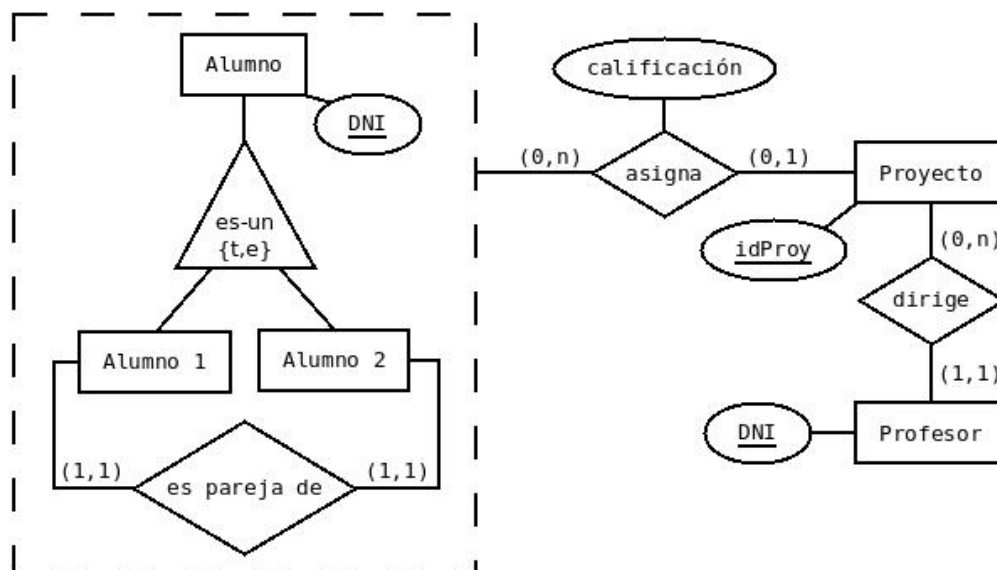 Alumno
DNI
es-un
{t,e}
Alumno 1
Alumno 2
(1,1)
es pareja de
(1,1)
calificación
(0,n)
asigna
(0,1)
Proyecto
idProy
(0,n)
dirige
(1,1)
DNI
Profesor